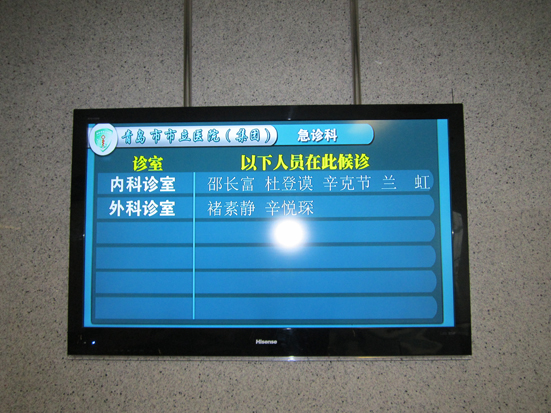 青岛市市立医院（集团） 急诊科
诊室 以下人员在此候诊
内科诊室 邵长富 杜登谟 辛克节 兰 虹
外科诊室 褚素静 辛悦琛
Hisense